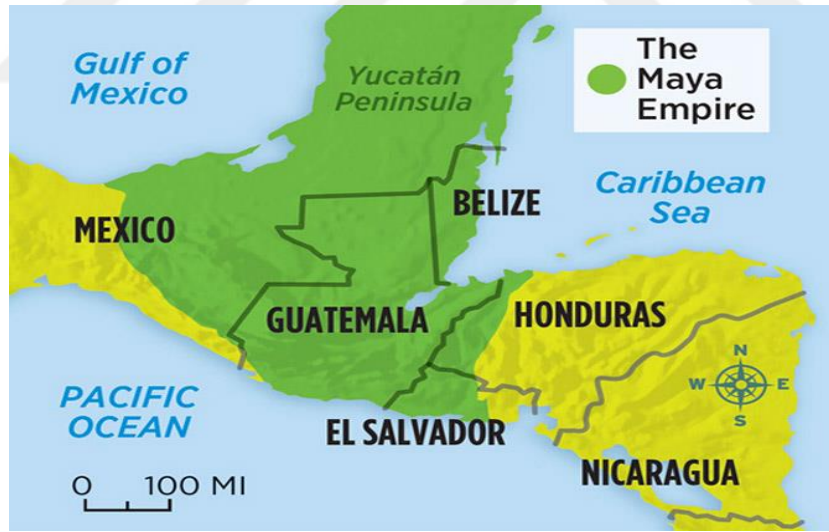 Gulf of
Mexico
Yucatán
Peninsula
The
Maya
Empire
Caribbean
Sea
BELIZE
MEXICO
GUATEMALA
HONDURAS
N
W
E
S
PACIFIC
OCEAN
EL SALVADOR
NICARAGUA
0 100 MI